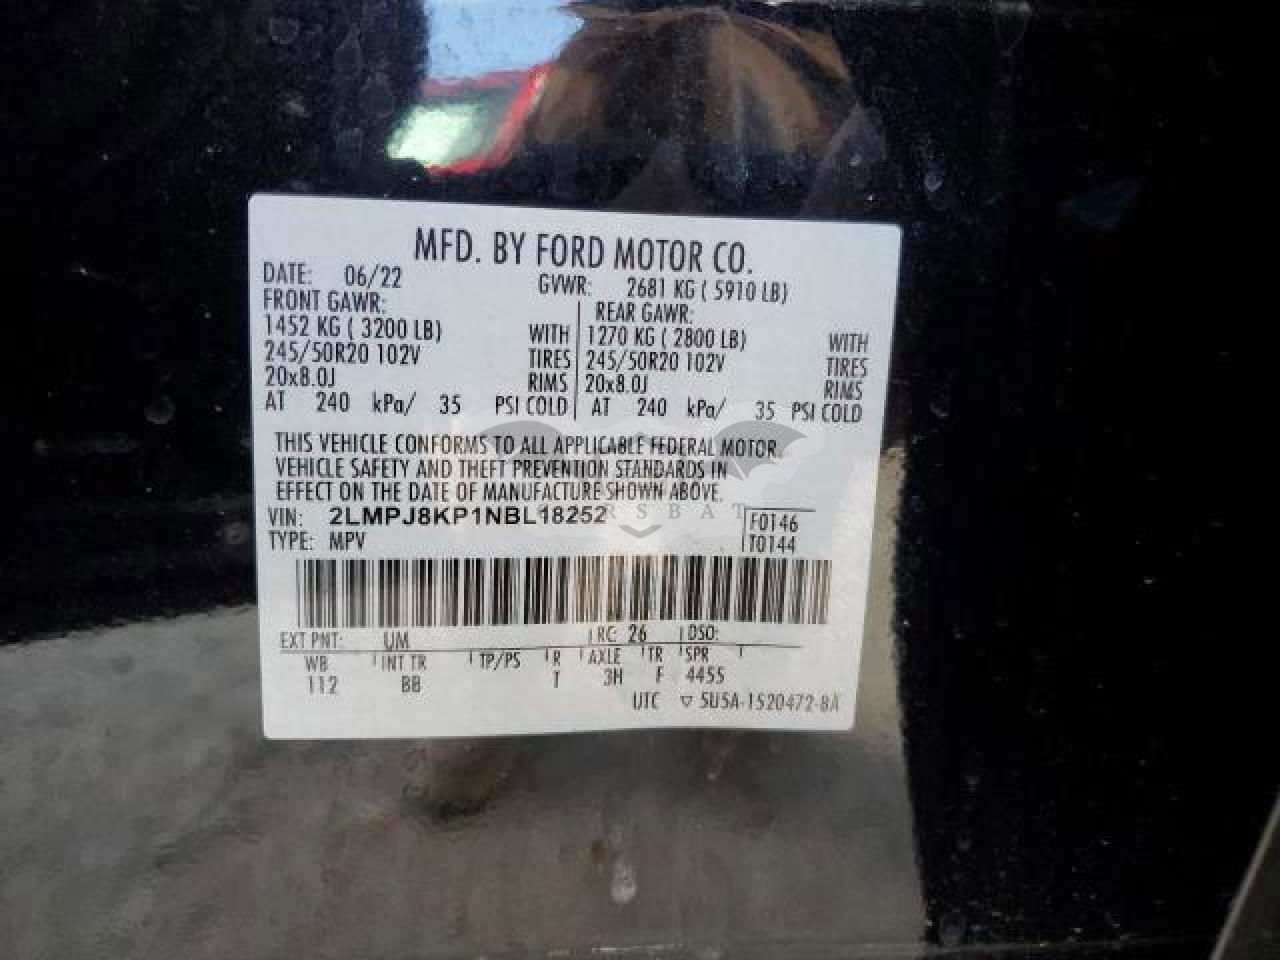 MFD. BY FORD MOTOR CO.
DATE: 06/22 GVWR: 2681 KG ( 5910 LB)
FRONT GAWR: REAR GAWR:
1452 KG ( 3200 LB) WITH 1270 KG ( 2800 LB) WITH
245/50R20 102V TIRES 245/50R20 102V TIRES
20x8.0J RIMS 20x8.0J RIMS
AT 240 kPa/ 35 PSI COLD AT 240 kPa/ 35 PSI COLD
THIS VEHICLE CONFORMS TO ALL APPLICABLE FEDERAL MOTOR
VEHICLE SAFETY AND THEFT PREVENTION STANDARDS IN
EFFECT ON THE DATE OF MANUFACTURE SHOWN ABOVE.
VIN: 2LMPJ8KP1NBL18252 F0146
TYPE: MPV T0144
EXT PNT: UM RC: 26 DSO:
WB INT TR TP/PS R AXLE TR SPR
112 BB T 3H F 4455
UTC ▽ 5U5A-1520472-BA